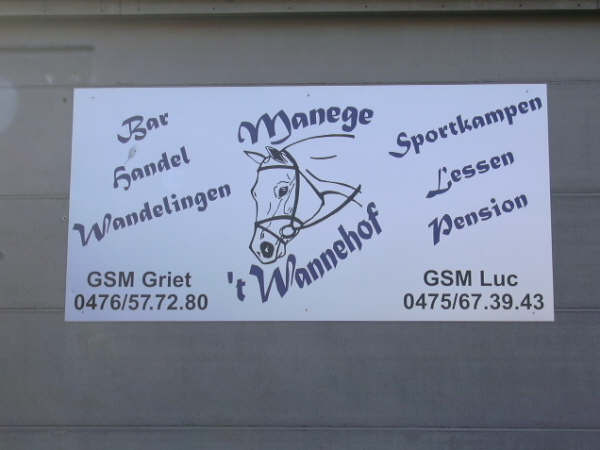 Bar
Handel
Wandelingen
Manege
't Wannehof
Sportkampen
Lessen
Pension
GSM Griet
0476/57.72.80
GSM Luc
0475/67.39.43